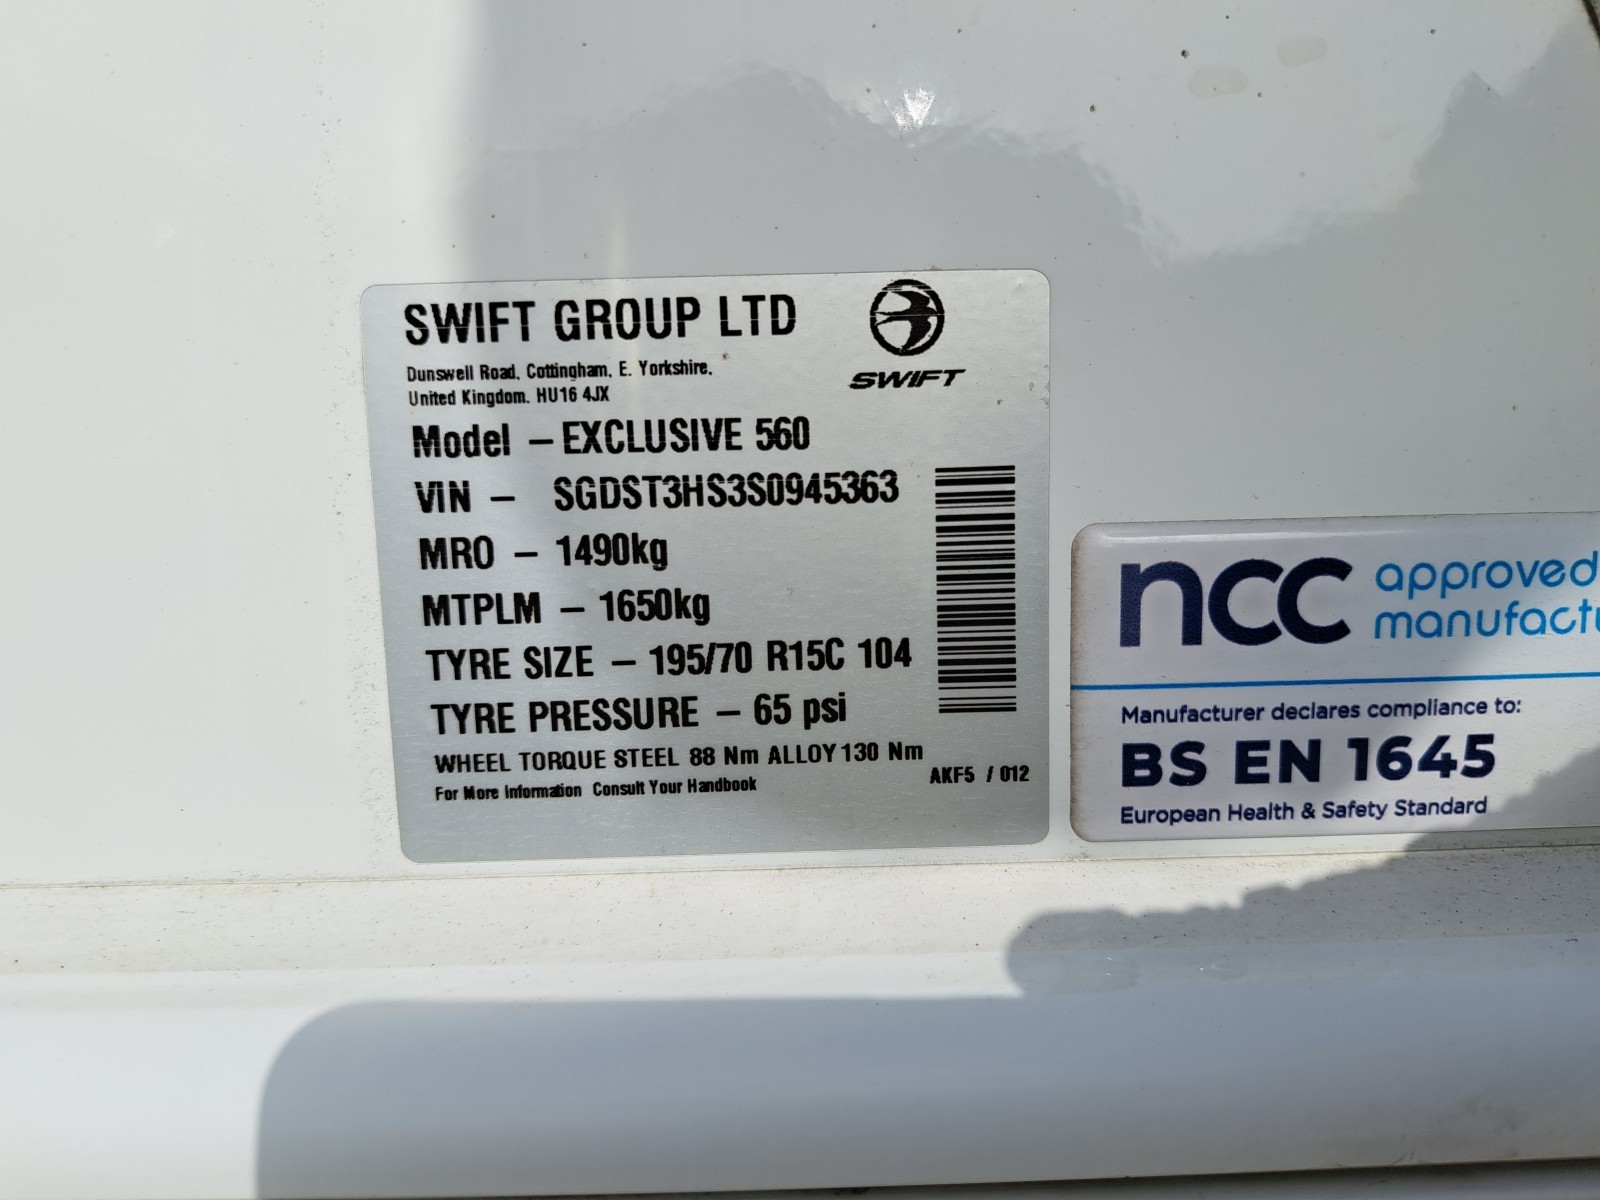 SWIFT GROUP LTD
Dunswell Road, Cottingham, E. Yorkshire,
United Kingdom. HU16 4JX
SWIFT
Model – EXCLUSIVE 560
VIN – SGDST3HS3S0945363
MRO – 1490kg
MTPLM – 1650kg
TYRE SIZE – 195/70 R15C 104
TYRE PRESSURE – 65 psi
WHEEL TORQUE STEEL 88 Nm ALLOY 130 Nm
For More Information Consult Your Handbook
AKF5 / 012
ncc approved
manufact
Manufacturer declares compliance to:
BS EN 1645
European Health & Safety Standard